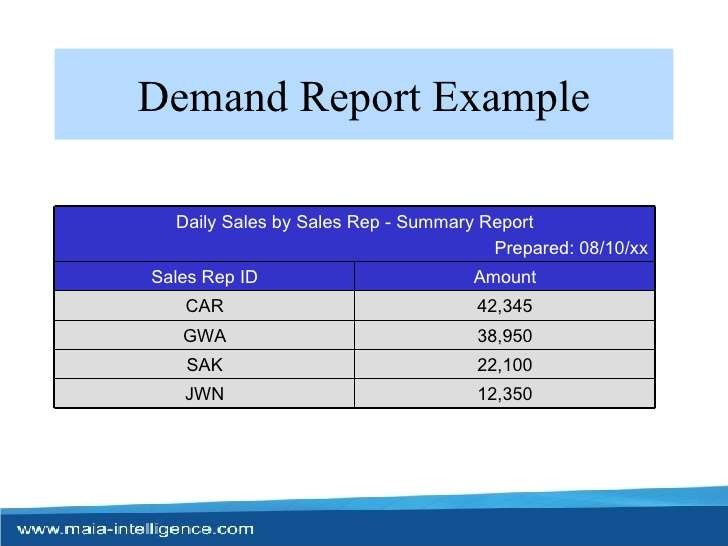 Demand Report Example
Daily Sales by Sales Rep - Summary Report
Prepared: 08/10/xx
Sales Rep ID Amount
CAR 42,345
GWA 38,950
SAK 22,100
JWN 12,350
www.maia-intelligence.com